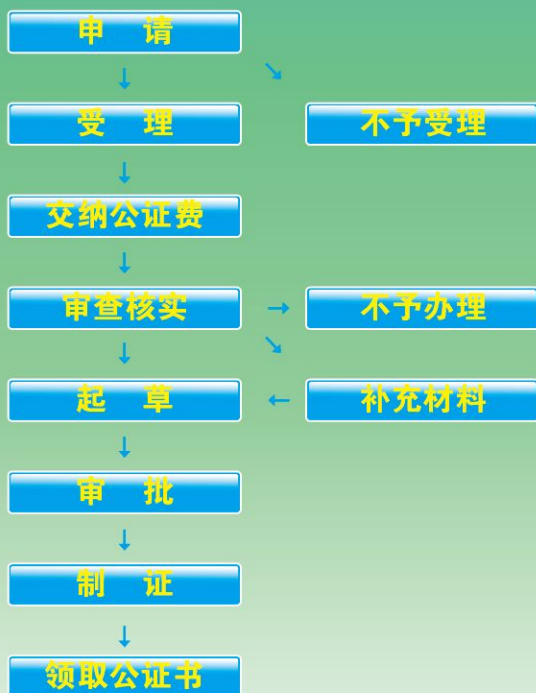 申 请
受 理
不予受理
交纳公证费
审查核实
不予办理
起 草
补充材料
审 批
制 证
领取公证书